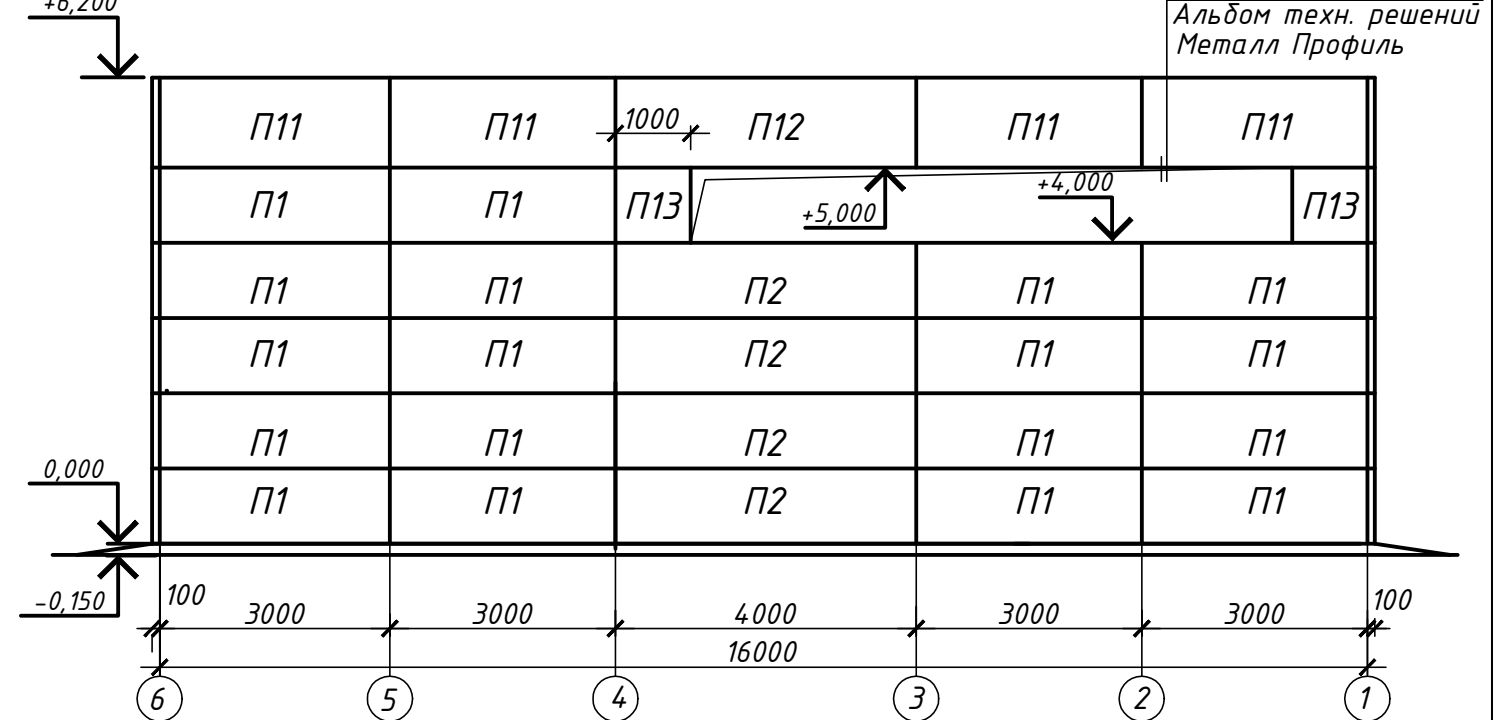 +6,200
Альбом техн. решений
Металл Профиль
П11 П11 1000 П12 П11 П11
П1 П1 П13 +5,000 +4,000 П13
П1 П1 П2 П1 П1
П1 П1 П2 П1 П1
П1 П1 П2 П1 П1
0,000
П1 П1 П2 П1 П1
-0,150
100 3000 3000 4000 3000 3000 100
16000
6 5 4 3 2 1